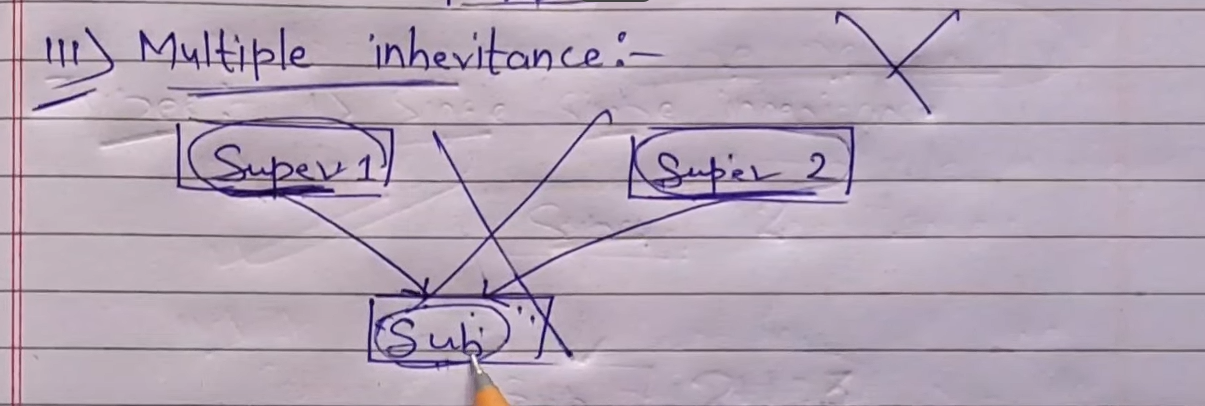 III) Multiple inheritance:-
Super 1
Super 2
Sub